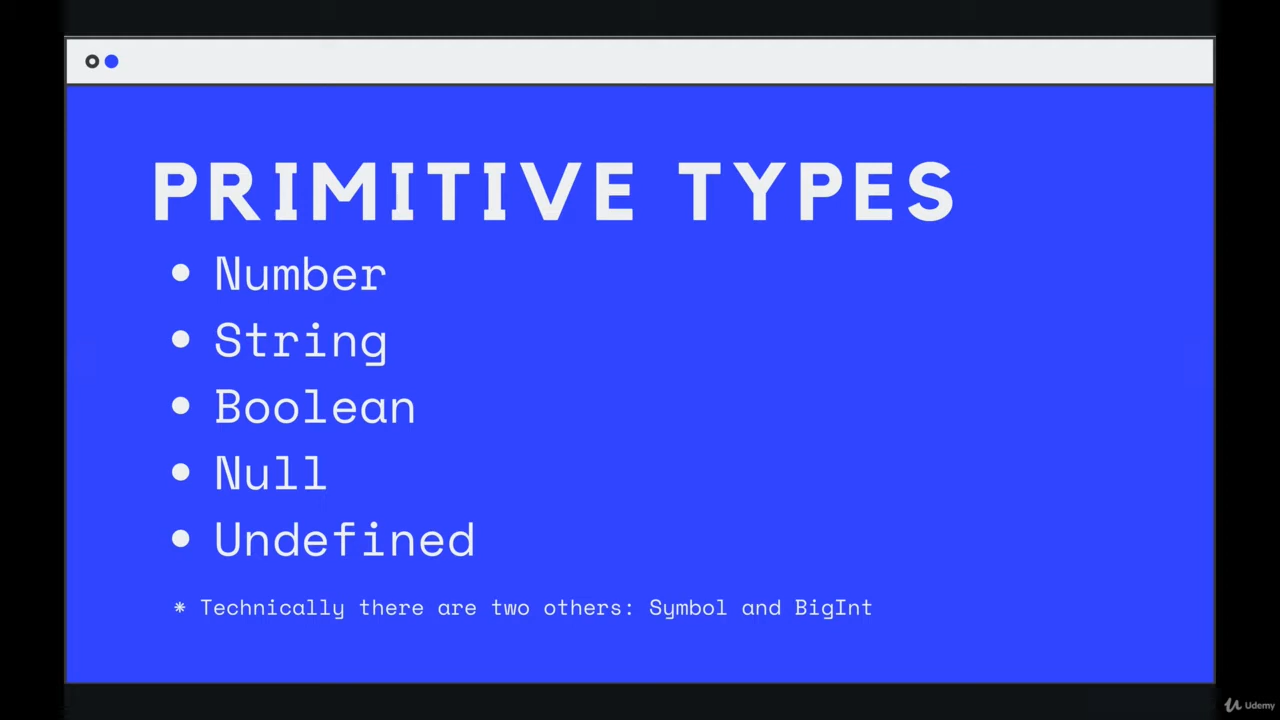 PRIMITIVE TYPES
• Number
• String
• Boolean
• Null
• Undefined
* Technically there are two others: Symbol and BigInt
Udemy